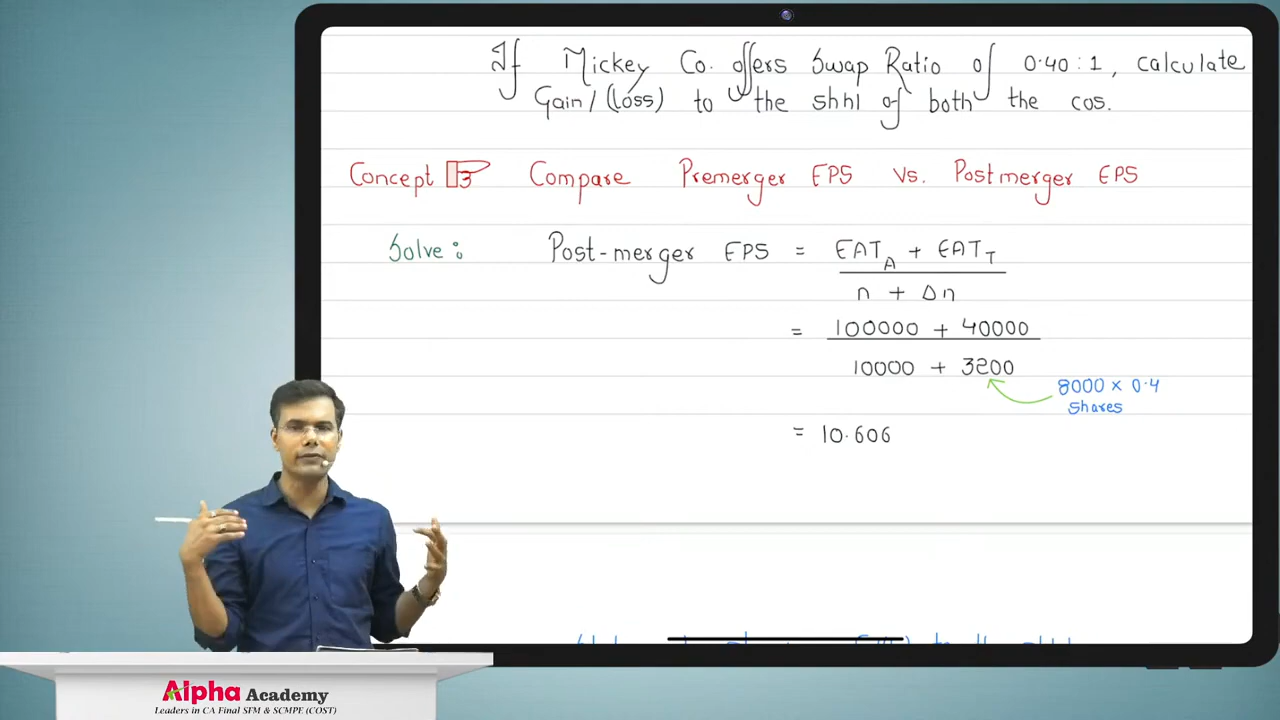 If Mickey Co. offers Swap Ratio of 0.40 : 1, calculate
Gain / (Loss) to the shhl of both the cos.
Concept Compare Premerger EPS vs. Postmerger EPS
Solve : Post-merger EPS = EAT_A + EAT_T
n + Δn
= 100000 + 40000
10000 + 3200
8000 × 0.4
shares
= 10.606
Alpha Academy
Leaders in CA Final SFM & SCMPE (COST)